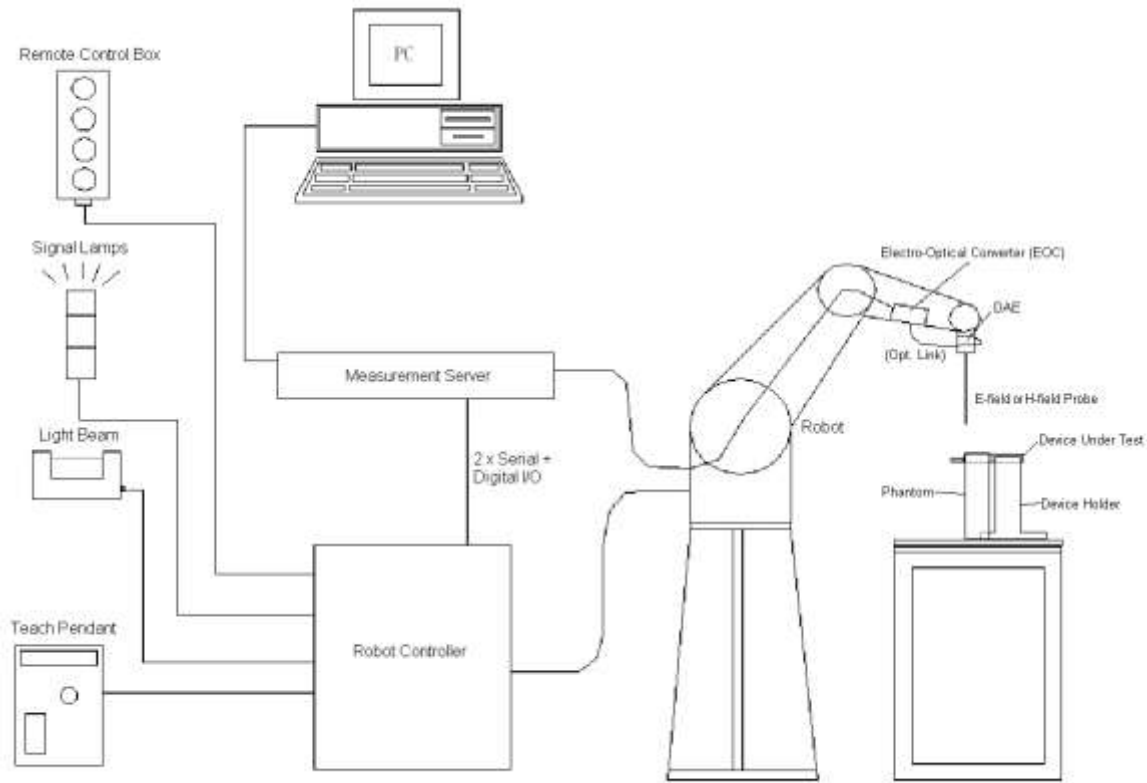 Remote Control Box
PC
Signal Lamps
Electro-Optical Converter (EOC)
DAE
(Opt. Link)
Measurement Server
E-field or H-field Probe
Light Beam
Robot
2 x Serial +
Digital I/O
Device Under Test
Phantom
Device Holder
Teach Pendant
Robot Controller